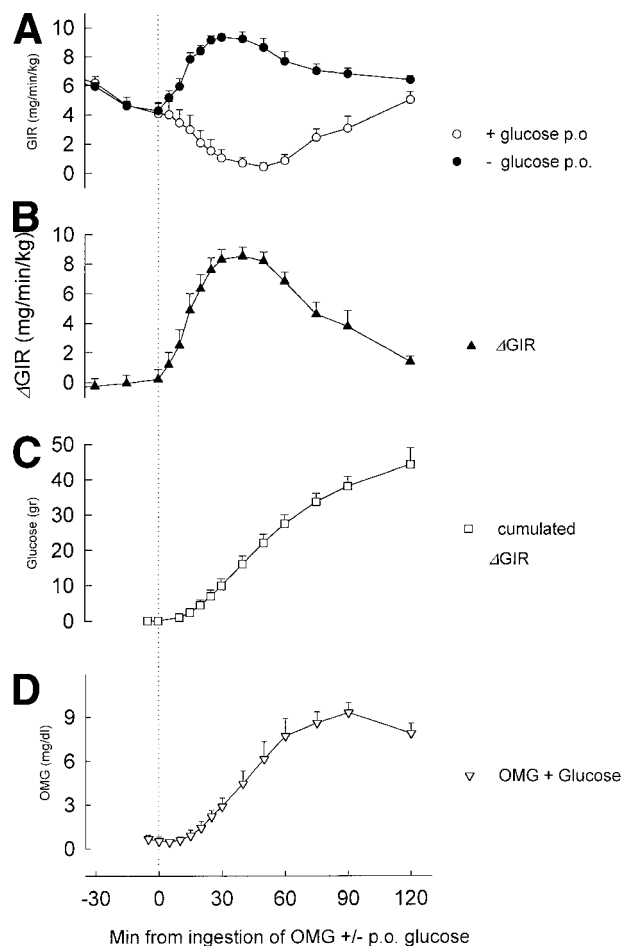 A
10
8
6
4
2
0
GIR (mg/min/kg)
+ glucose p.o
- glucose p.o.
B
10
8
6
4
2
0
ΔGIR (mg/min/kg)
ΔGIR
C
50
40
30
20
10
0
Glucose (gr)
cumulated
ΔGIR
D
9
6
3
0
OMG (mg/dl)
OMG + Glucose
-30 0 30 60 90 120
Min from ingestion of OMG +/- p.o. glucose